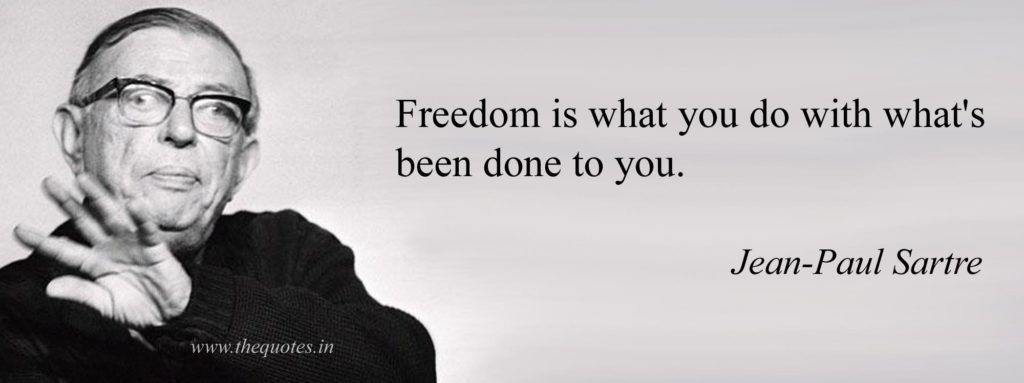 Freedom is what you do with what's
been done to you.
Jean-Paul Sartre
www.thequotes.in